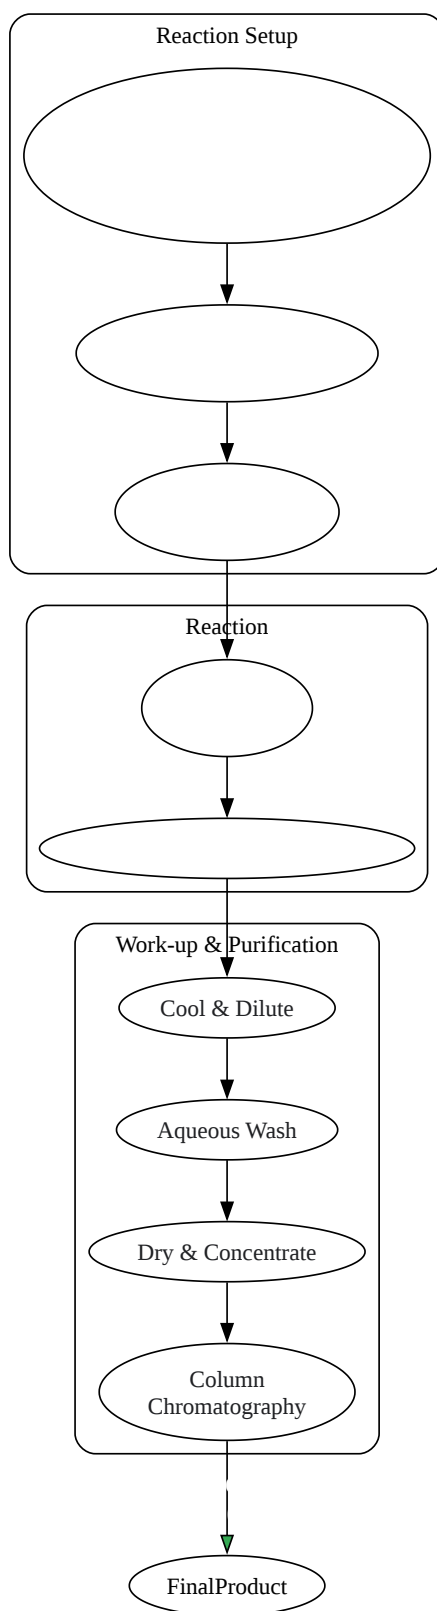 Reaction Setup
Reaction
Work-up & Purification
Cool & Dilute
Aqueous Wash
Dry & Concentrate
Column
Chromatography
FinalProduct